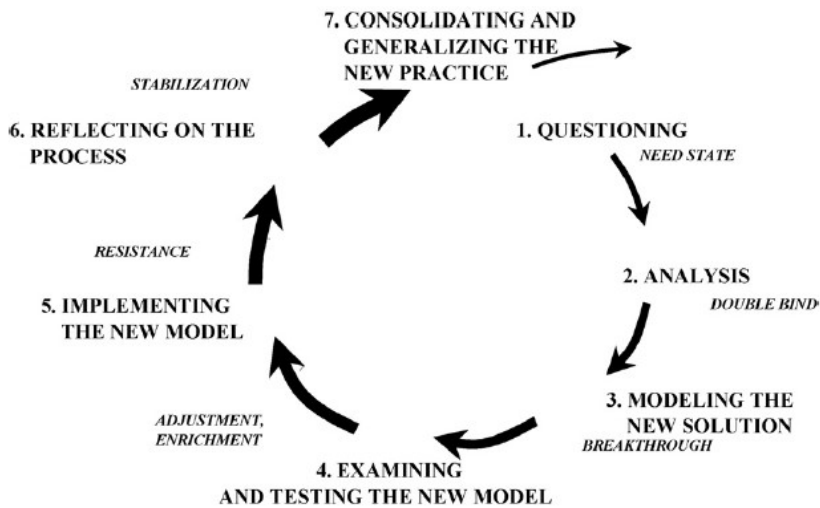 7. CONSOLIDATING AND
GENERALIZING THE
NEW PRACTICE
STABILIZATION
6. REFLECTING ON THE
PROCESS
1. QUESTIONING
NEED STATE
RESISTANCE
2. ANALYSIS
DOUBLE BIND
5. IMPLEMENTING
THE NEW MODEL
3. MODELING THE
NEW SOLUTION
BREAKTHROUGH
ADJUSTMENT,
ENRICHMENT
4. EXAMINING
AND TESTING THE NEW MODEL